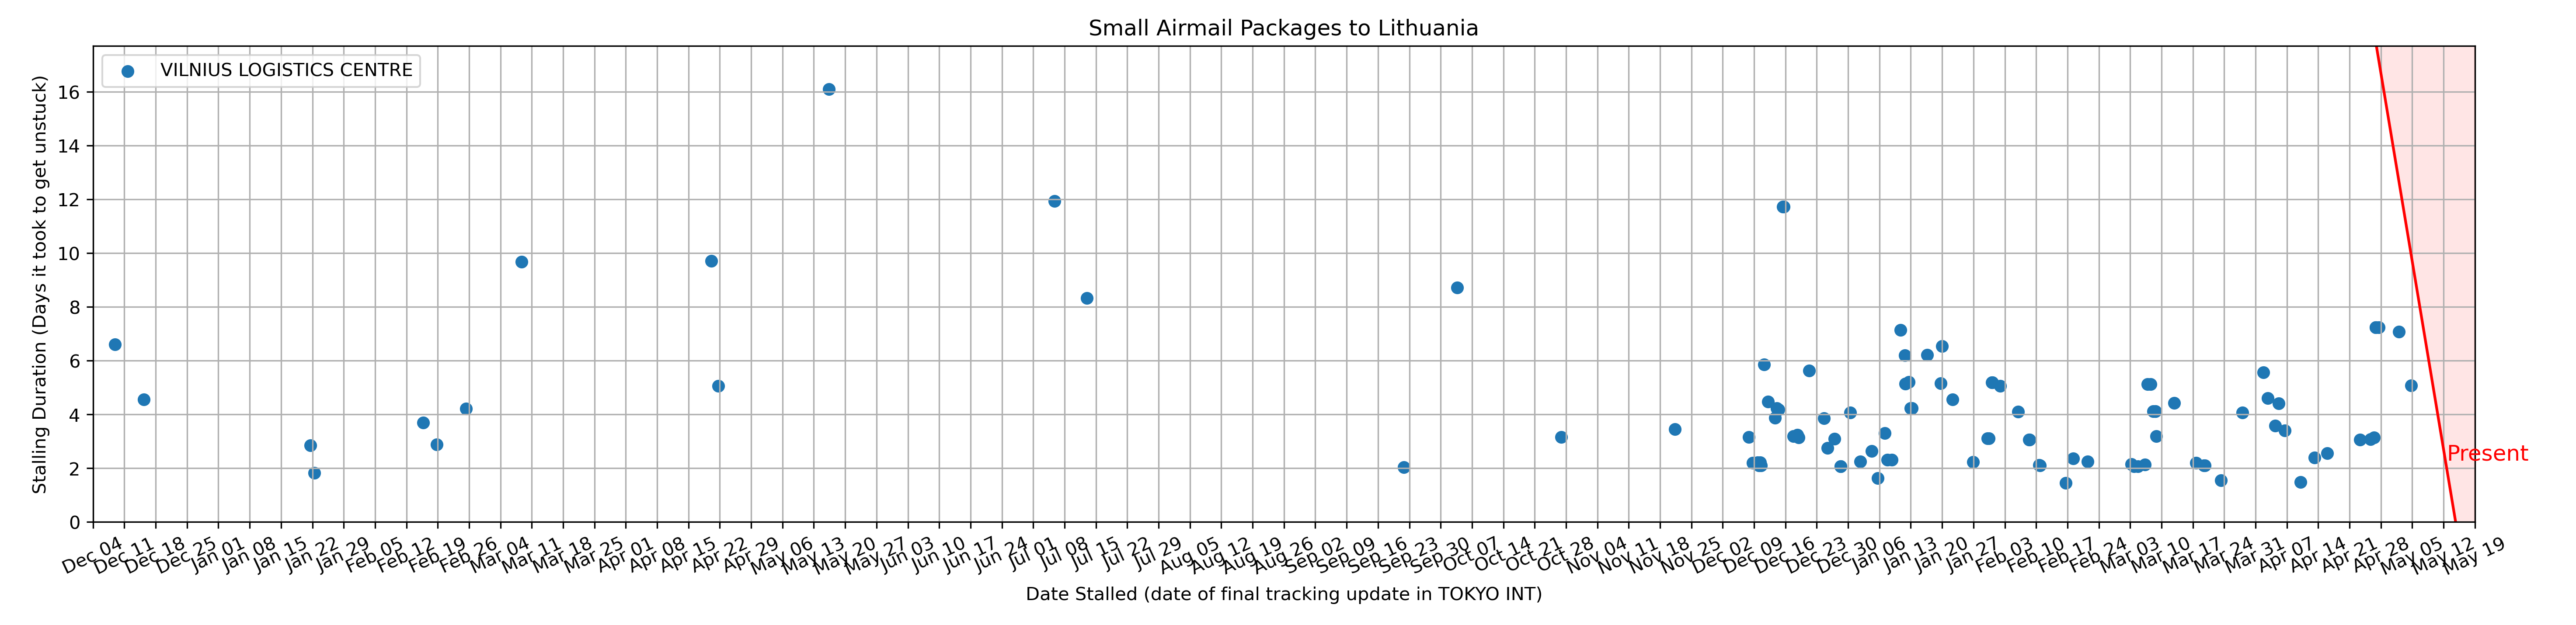 Small Airmail Packages to Lithuania
VILNIUS LOGISTICS CENTRE
Stalling Duration (Days it took to get unstuck)
16
14
12
10
8
6
4
2
0
Present
Dec 04
Dec 11
Dec 18
Dec 25
Jan 01
Jan 08
Jan 15
Jan 22
Jan 29
Feb 05
Feb 12
Feb 19
Feb 26
Mar 04
Mar 11
Mar 18
Mar 25
Apr 01
Apr 08
Apr 15
Apr 22
Apr 29
May 06
May 13
May 20
May 27
Jun 03
Jun 10
Jun 17
Jun 24
Jul 01
Jul 08
Jul 15
Jul 22
Jul 29
Aug 05
Aug 12
Aug 19
Aug 26
Sep 02
Sep 09
Sep 16
Sep 23
Sep 30
Oct 07
Oct 14
Oct 21
Oct 28
Nov 04
Nov 11
Nov 18
Nov 25
Dec 02
Dec 09
Dec 16
Dec 23
Dec 30
Jan 06
Jan 13
Jan 20
Jan 27
Feb 03
Feb 10
Feb 17
Feb 24
Mar 03
Mar 10
Mar 17
Mar 24
Mar 31
Apr 07
Apr 14
Apr 21
Apr 28
May 05
May 12
May 19
Date Stalled (date of final tracking update in TOKYO INT)